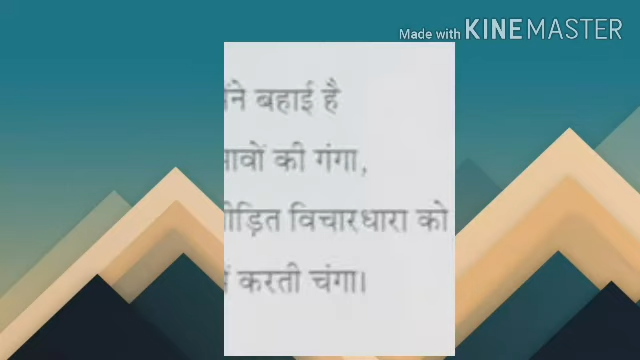 Made with KINEMASTER
बहाई है
की गंगा,
विचारधारा को
करती चंगा।